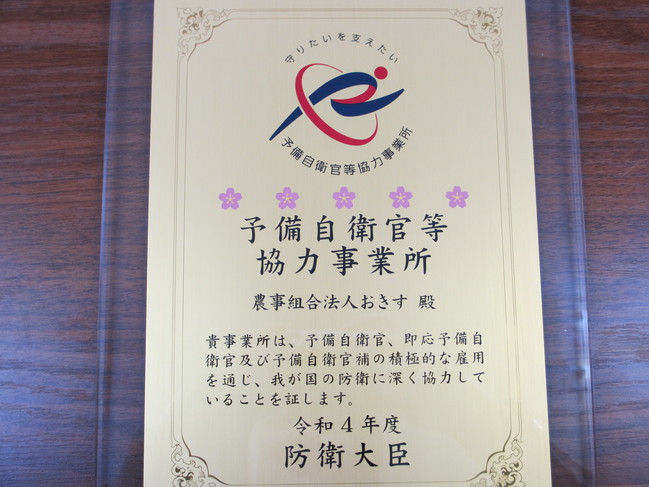 守りたいを支えたい
予備自衛官等協力事業所
予備自衛官等
協力事業所
農事組合法人おきす 殿
貴事業所は、予備自衛官、即応予備自
衛官及び予備自衛官補の積極的な雇用
を通じ、我が国の防衛に深く協力して
いることを証します。
令和4年度
防衛大臣